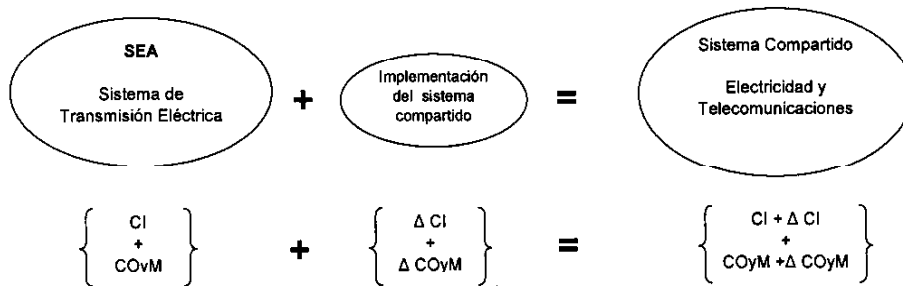 SEA
Sistema de
Transmisión Eléctrica
+
Implementación
del sistema
compartido
=
Sistema Compartido
Electricidad y
Telecomunicaciones
{ CI
+
COyM }
+
{ Δ CI
+
Δ COyM }
=
{ CI + Δ CI
+
COyM +Δ COyM }